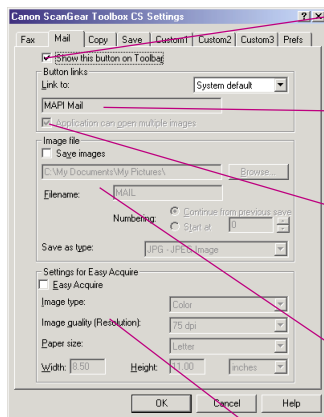 Canon ScanGear Toolbox CS Settings
Fax Mail Copy Save Custom1 Custom2 Custom3 Prefs
Show this button on Toolbar
Button links
Link to: System default
MAPI Mail
Application can open multiple images
Image file
Save images
C:\My Documents\My Pictures\ Browse...
Filename: MAIL
Numbering: Continue from previous save
Start at 0
Save as type: JPG - JPEG Image
Settings for Easy Acquire
Easy Acquire
Image type: Color
Image quality (Resolution): 75 dpi
Paper size: Letter
Width: 8.50 Height: 11.00 inches
OK Cancel Help